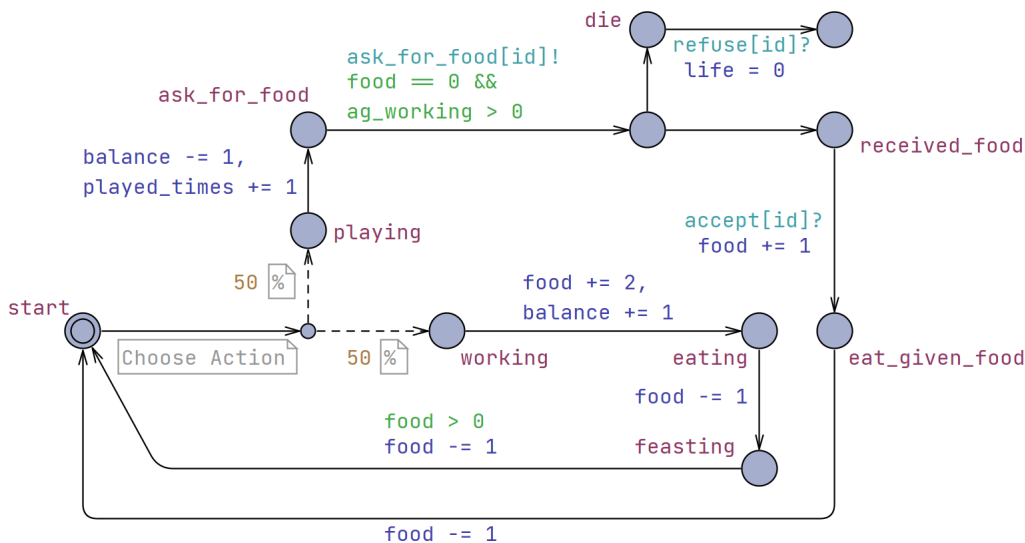 die
refuse[id]?
life = 0
ask_for_food[id]!
food == 0 &&
ag_working > 0
ask_for_food
received_food
balance -= 1,
played_times += 1
accept[id]?
food += 1
playing
50 %
food += 2,
balance += 1
start
Choose Action
50 %
working
eating
eat_given_food
food -= 1
food > 0
food -= 1
feasting
food -= 1